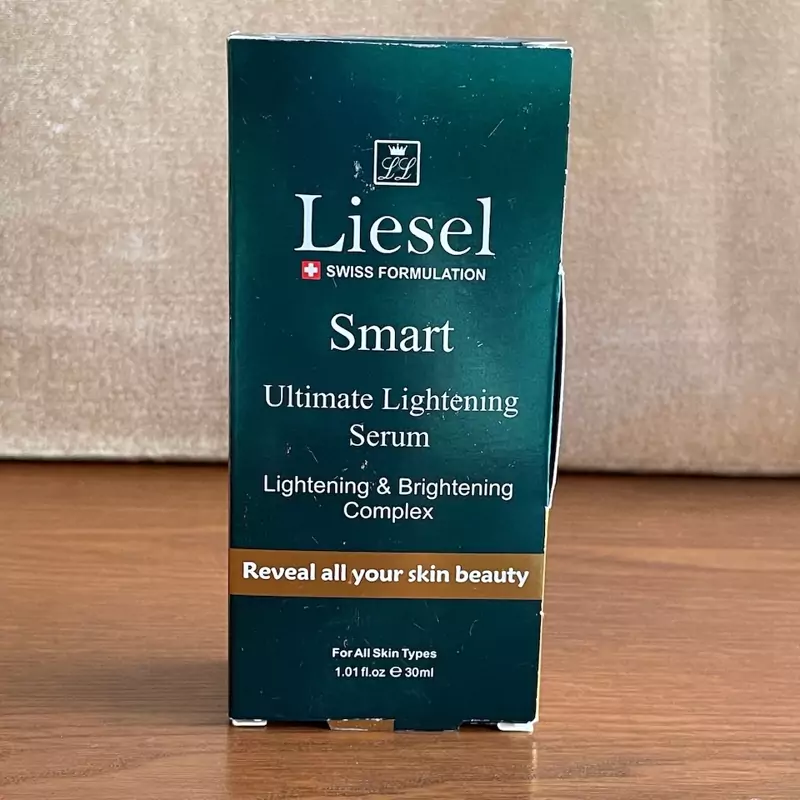 LL
Liesel
SWISS FORMULATION
Smart
Ultimate Lightening
Serum
Lightening & Brightening
Complex
Reveal all your skin beauty
For All Skin Types
1.01 fl.oz ℮ 30ml